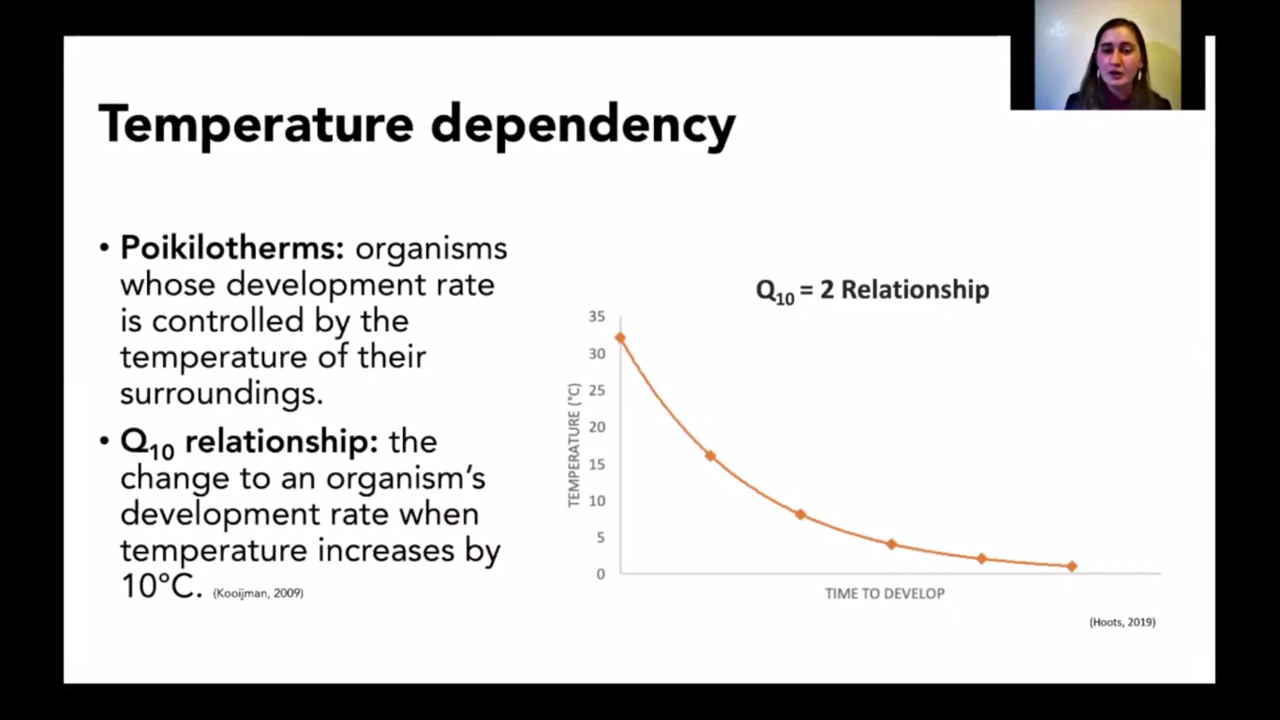 Temperature dependency
• Poikilotherms: organisms
whose development rate
is controlled by the
temperature of their
surroundings.
• Q10 relationship: the
change to an organism's
development rate when
temperature increases by
10°C. (Kooijman, 2009)
Q10 = 2 Relationship
35
30
25
20
15
10
5
0
TEMPERATURE (°C)
TIME TO DEVELOP
(Hoots, 2019)